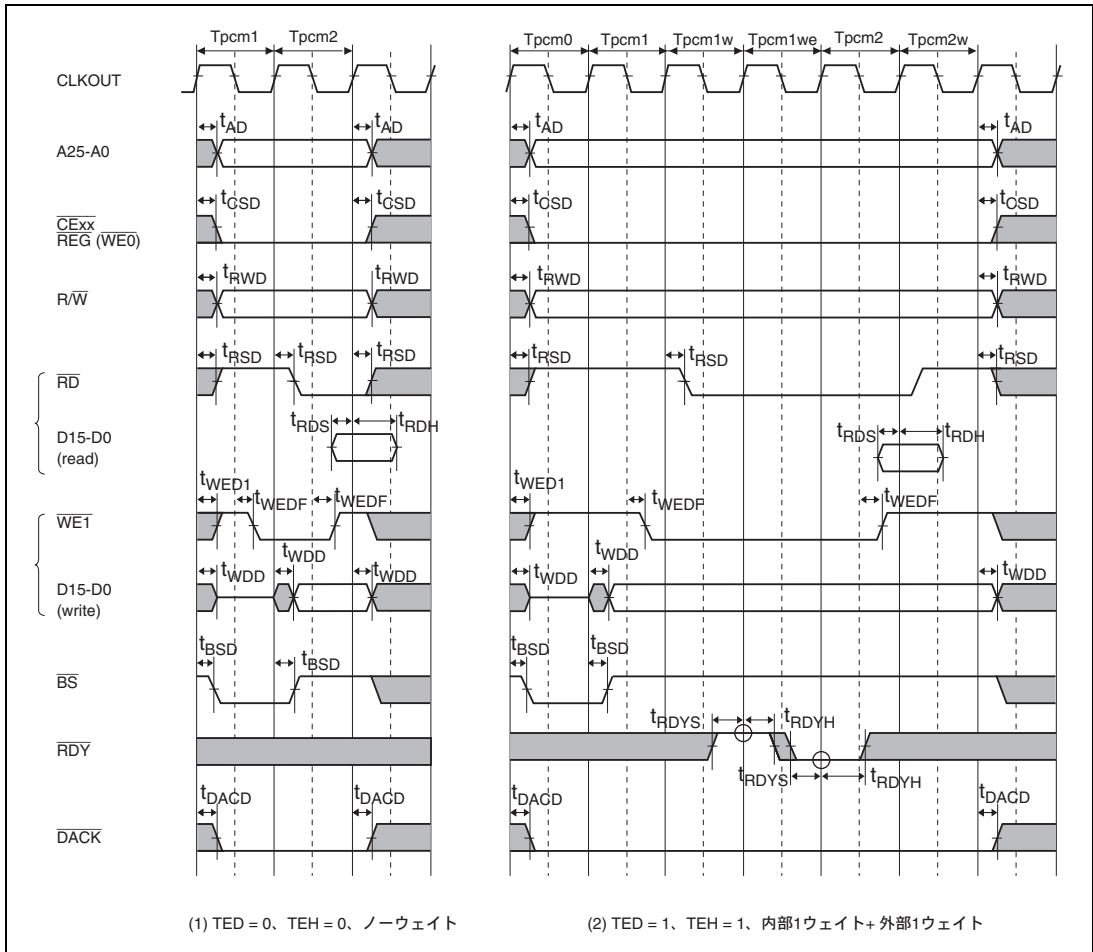 Tpcm1 Tpcm2 Tpcm0 Tpcm1 Tpcm1w Tpcm1we Tpcm2 Tpcm2w
CLKOUT
tAD tAD tAD tAD
A25-A0
tCSD tCSD tCSD tCSD
CExx
REG (WE0)
tRWD tRWD tRWD tRWD
R/W
tRSD tRSD tRSD tRSD tRSD tRSD
RD
tRDS tRDH tRDS tRDH
D15-D0
(read)
tWED1 tWEDF tWEDF tWED1 tWEDF tWEDF
WE1
tWDD tWDD tWDD tWDD tWDD tWDD
D15-D0
(write)
tBSD tBSD tBSD tBSD
BS
tRDYS tRDYH
RDY
tRDYS tRDYH
tDACD tDACD tDACD tDACD
DACK
(1) TED = 0、TEH = 0、ノーウェイト
(2) TED = 1、TEH = 1、内部1ウェイト+ 外部1ウェイト